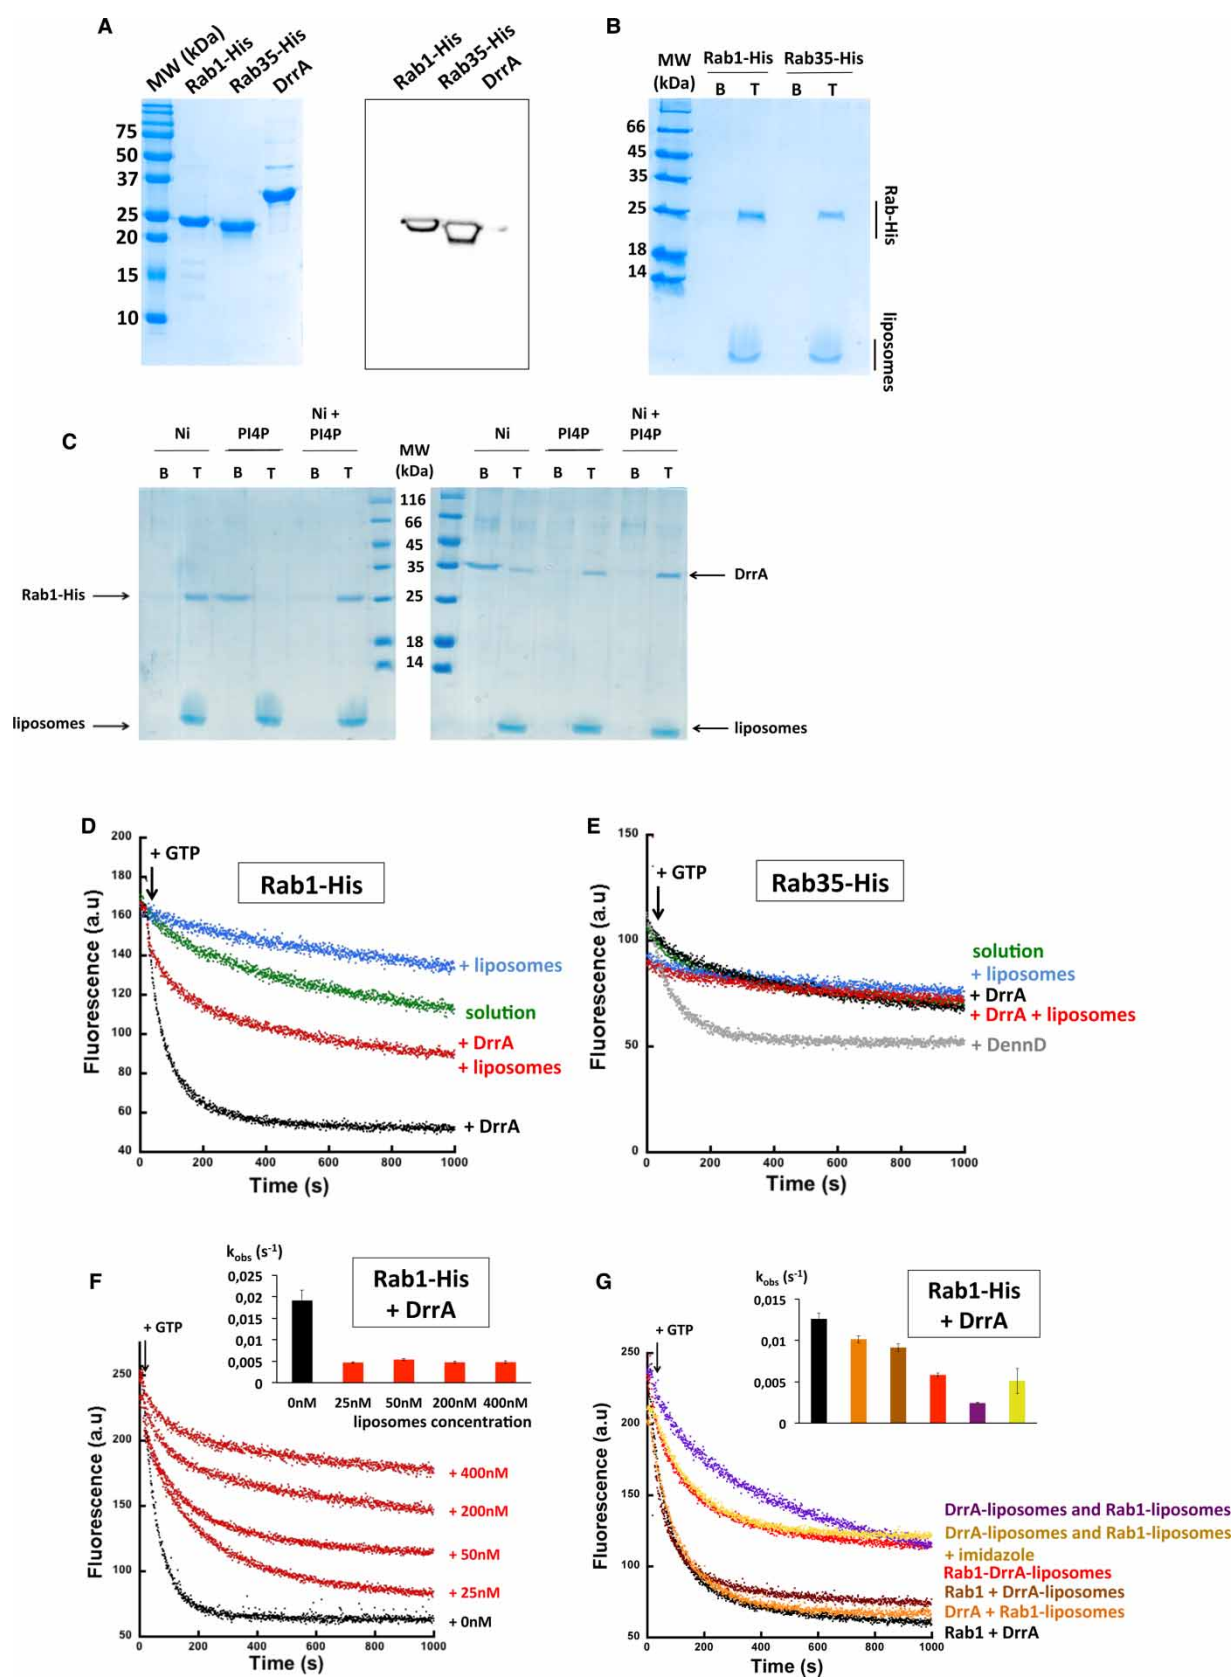 A
MW (kDa)
Rab1-His
Rab35-His
DrrA
75
50
37
25
20
15
10
Rab1-His
Rab35-His
DrrA
B
MW
(kDa)
Rab1-His
Rab35-His
B T B T
66
45
35
25
18
14
Rab-His
liposomes
C
Ni
PI4P
Ni +
PI4P
B T B T B T
MW
(kDa)
Ni
PI4P
Ni +
PI4P
B T B T B T
116
66
45
35
25
18
14
Rab1-His
liposomes
DrrA
liposomes
D
+ GTP
Rab1-His
200
180
160
140
120
100
80
60
40
Fluorescence (a.u)
+ liposomes
solution
+ DrrA
+ liposomes
+ DrrA
0 200 400 600 800 1000
Time (s)
E
+ GTP
Rab35-His
150
100
50
0
Fluorescence (a.u)
solution
+ liposomes
+ DrrA
+ DrrA + liposomes
+ DennD
0 200 400 600 800 1000
Time (s)
F
kobs (s-1)
0,025
0,02
0,015
0,01
0,005
0
0nM 25nM 50nM 200nM 400nM
liposomes concentration
Rab1-His
+ DrrA
+ GTP
250
200
150
100
50
Fluorescence (a.u)
+ 400nM
+ 200nM
+ 50nM
+ 25nM
+ 0nM
0 200 400 600 800 1000
Time (s)
G
kobs (s-1)
0,015
0,01
0,005
0
Rab1-His
+ DrrA
+ GTP
250
200
150
100
50
Fluorescence (a.u)
DrrA-liposomes and Rab1-liposomes
DrrA-liposomes and Rab1-liposomes
+ imidazole
Rab1-DrrA-liposomes
Rab1 + DrrA-liposomes
DrrA + Rab1-liposomes
Rab1 + DrrA
0 200 400 600 800 1000
Time (s)